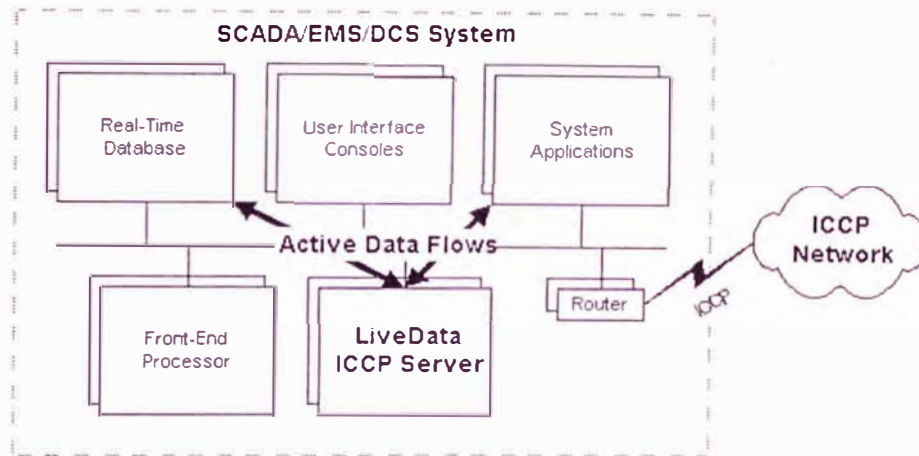 SCADA/EMS/DCS System
Real-Time
Database
User Interface
Consoles
System
Applications
Active Data Flows
ICCP
Network
Front-End
Processor
LiveData
ICCP Server
Router
ICCP